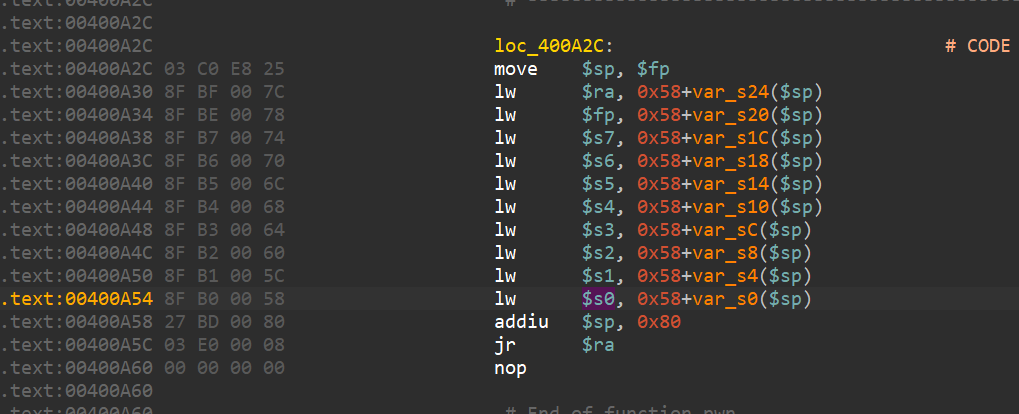 .text:00400A2C # ---------------------------------------------
.text:00400A2C
.text:00400A2C loc_400A2C: # CODE
.text:00400A2C 03 C0 E8 25 move $sp, $fp
.text:00400A30 8F BF 00 7C lw $ra, 0x58+var_s24($sp)
.text:00400A34 8F BE 00 78 lw $fp, 0x58+var_s20($sp)
.text:00400A38 8F B7 00 74 lw $s7, 0x58+var_s1C($sp)
.text:00400A3C 8F B6 00 70 lw $s6, 0x58+var_s18($sp)
.text:00400A40 8F B5 00 6C lw $s5, 0x58+var_s14($sp)
.text:00400A44 8F B4 00 68 lw $s4, 0x58+var_s10($sp)
.text:00400A48 8F B3 00 64 lw $s3, 0x58+var_sC($sp)
.text:00400A4C 8F B2 00 60 lw $s2, 0x58+var_s8($sp)
.text:00400A50 8F B1 00 5C lw $s1, 0x58+var_s4($sp)
.text:00400A54 8F B0 00 58 lw $s0, 0x58+var_s0($sp)
.text:00400A58 27 BD 00 80 addiu $sp, 0x80
.text:00400A5C 03 E0 00 08 jr $ra
.text:00400A60 00 00 00 00 nop
.text:00400A60
.text:00400A60 # End of function pwn